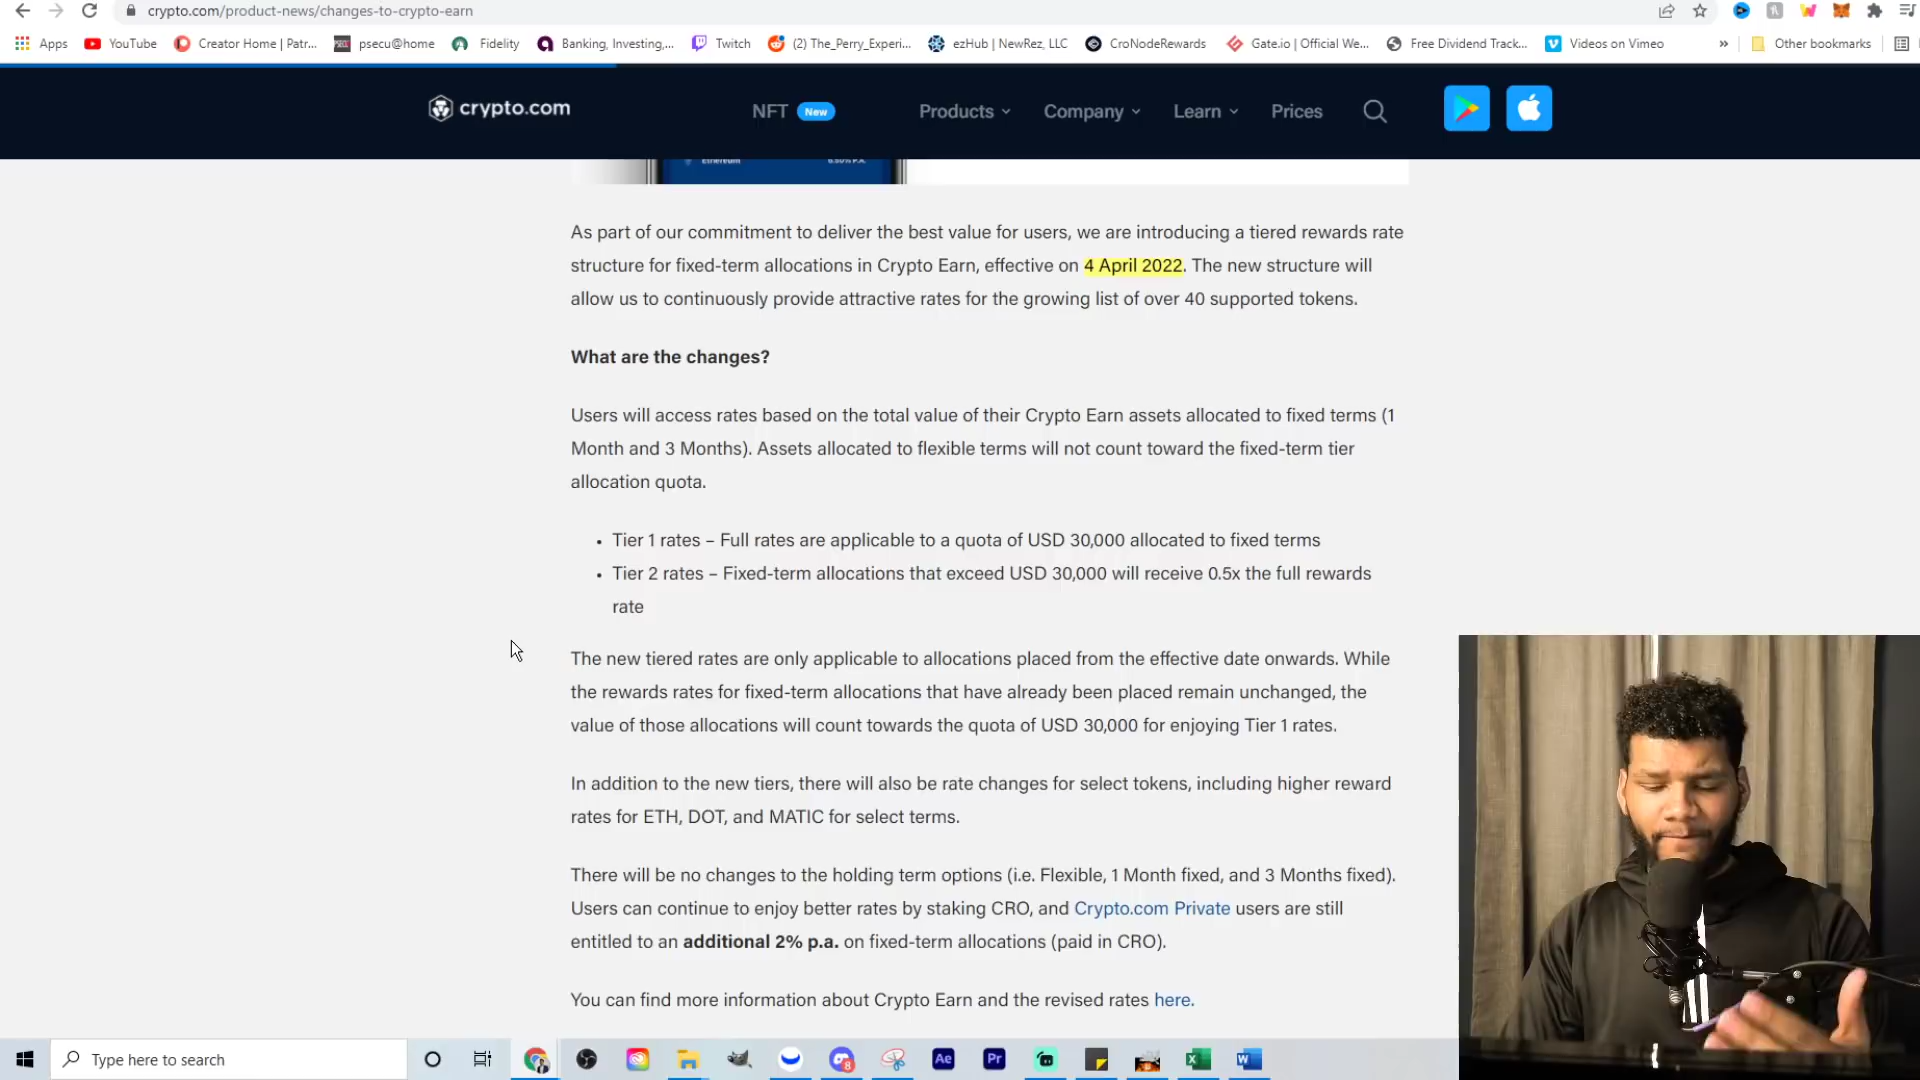 crypto.com/product-news/changes-to-crypto-earn
Apps YouTube Creator Home | Patr... psecu@home Fidelity Banking, Investing,... Twitch (2) The_Perry_Experi... ezHub | NewRez, LLC CroNodeRewards Gate.io | Official We... Free Dividend Track... Videos on Vimeo » Other bookmarks
crypto.com NFT New Products Company Learn Prices
Ethereum 6.50% P.A.
As part of our commitment to deliver the best value for users, we are introducing a tiered rewards rate
structure for fixed-term allocations in Crypto Earn, effective on 4 April 2022. The new structure will
allow us to continuously provide attractive rates for the growing list of over 40 supported tokens.
What are the changes?
Users will access rates based on the total value of their Crypto Earn assets allocated to fixed terms (1
Month and 3 Months). Assets allocated to flexible terms will not count toward the fixed-term tier
allocation quota.
• Tier 1 rates – Full rates are applicable to a quota of USD 30,000 allocated to fixed terms
• Tier 2 rates – Fixed-term allocations that exceed USD 30,000 will receive 0.5x the full rewards
rate
The new tiered rates are only applicable to allocations placed from the effective date onwards. While
the rewards rates for fixed-term allocations that have already been placed remain unchanged, the
value of those allocations will count towards the quota of USD 30,000 for enjoying Tier 1 rates.
In addition to the new tiers, there will also be rate changes for select tokens, including higher reward
rates for ETH, DOT, and MATIC for select terms.
There will be no changes to the holding term options (i.e. Flexible, 1 Month fixed, and 3 Months fixed).
Users can continue to enjoy better rates by staking CRO, and Crypto.com Private users are still
entitled to an additional 2% p.a. on fixed-term allocations (paid in CRO).
You can find more information about Crypto Earn and the revised rates here.
Type here to search 8 Ae Pr